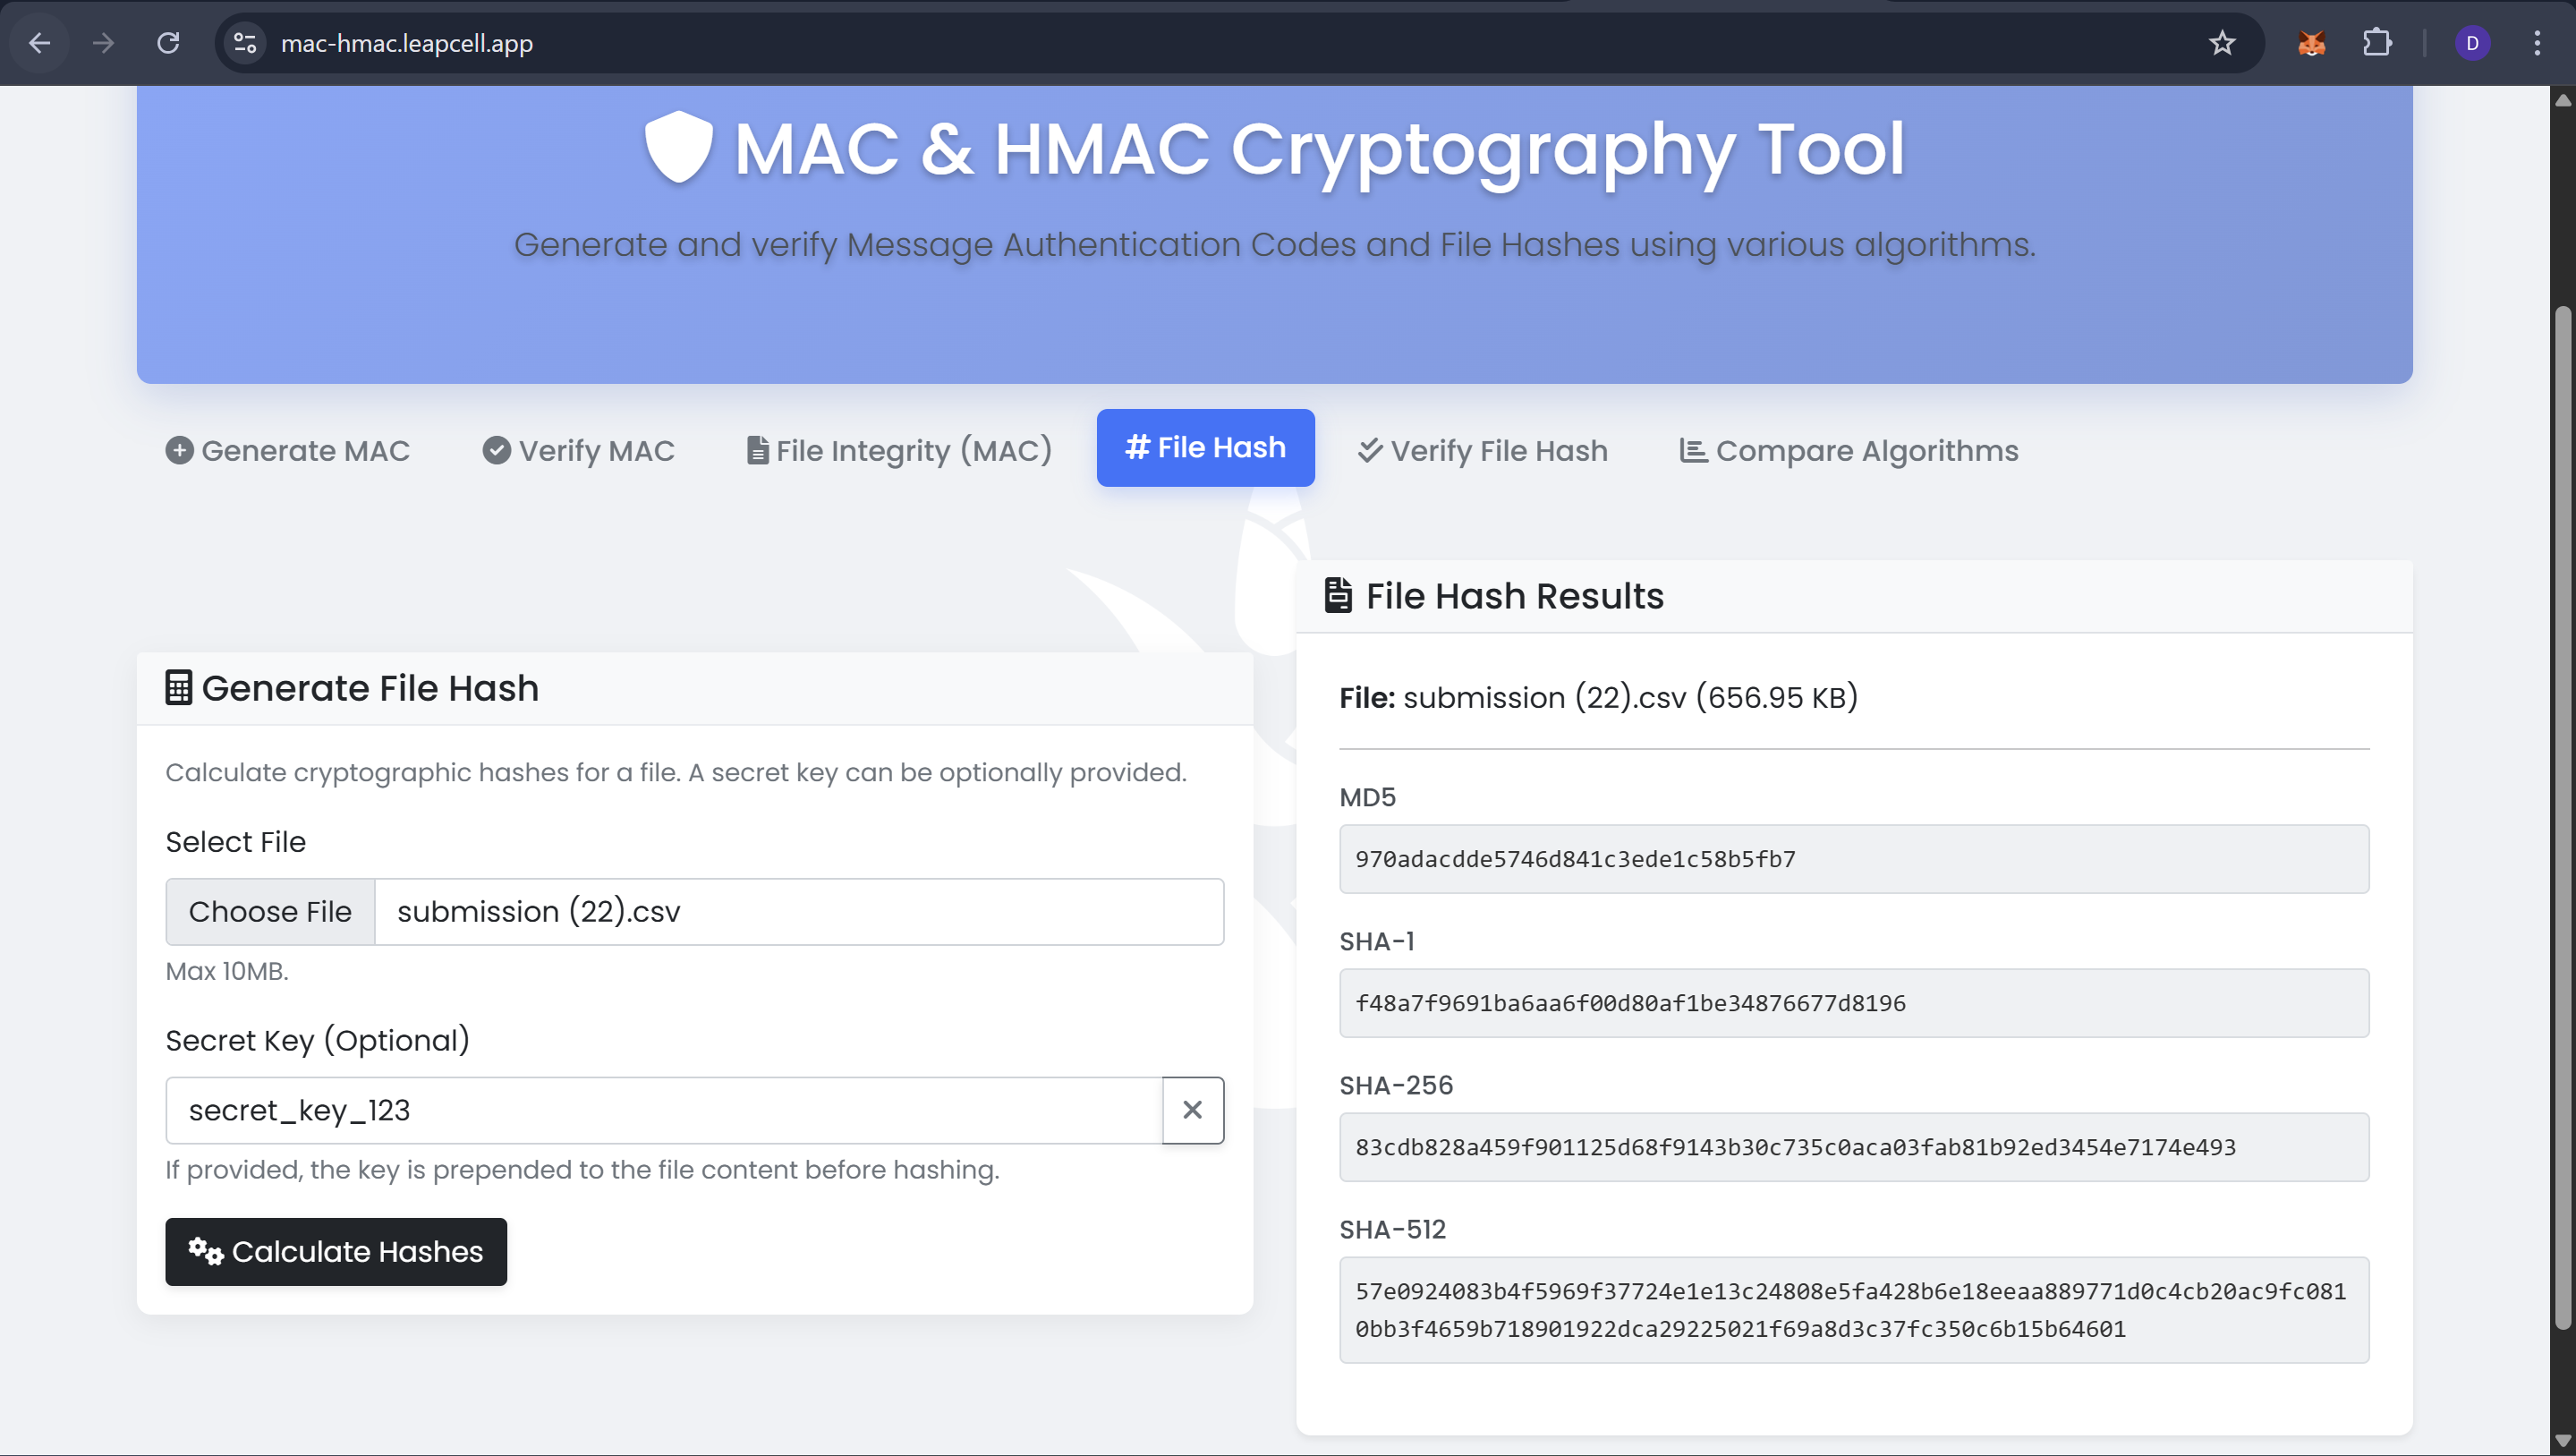 mac-hmac.leapcell.app
D
MAC & HMAC Cryptography Tool
Generate and verify Message Authentication Codes and File Hashes using various algorithms.
Generate MAC
Verify MAC
File Integrity (MAC)
# File Hash
Verify File Hash
Compare Algorithms
Generate File Hash
Calculate cryptographic hashes for a file. A secret key can be optionally provided.
Select File
Choose File submission (22).csv
Max 10MB.
Secret Key (Optional)
secret_key_123
If provided, the key is prepended to the file content before hashing.
Calculate Hashes
File Hash Results
File: submission (22).csv (656.95 KB)
MD5
970adacdde5746d841c3ede1c58b5fb7
SHA-1
f48a7f9691ba6aa6f00d80af1be34876677d8196
SHA-256
83cdb828a459f901125d68f9143b30c735c0aca03fab81b92ed3454e7174e493
SHA-512
57e0924083b4f5969f37724e1e13c24808e5fa428b6e18eeaa889771d0c4cb20ac9fc081
0bb3f4659b718901922dca29225021f69a8d3c37fc350c6b15b64601